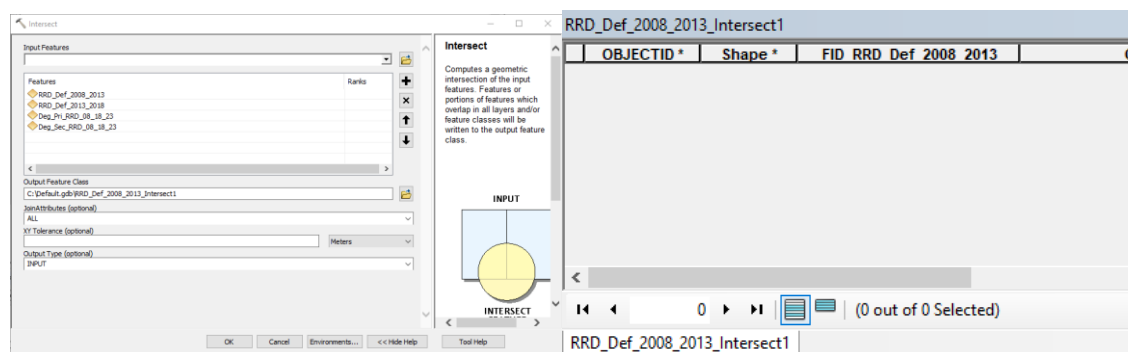 Intersect
Input Features
Features
Ranks
RRD_Def_2008_2013
RRD_Def_2013_2018
Deg_Pri_RRD_08_18_23
Deg_Sec_RRD_08_18_23
Output Feature Class
C:\Default.gdb\RRD_Def_2008_2013_Intersect1
JoinAttributes (optional)
ALL
XY Tolerance (optional)
Meters
Output Type (optional)
INPUT
OK
Cancel
Environments...
<< Hide Help
Tool Help
Intersect
Computes a geometric
intersection of the input
features. Features or
portions of features which
overlap in all layers and/or
feature classes will be
written to the output feature
class.
INPUT
INTERSECT
RRD_Def_2008_2013_Intersect1
OBJECTID *
Shape *
FID_RRD_Def_2008_2013
0
(0 out of 0 Selected)
RRD_Def_2008_2013_Intersect1